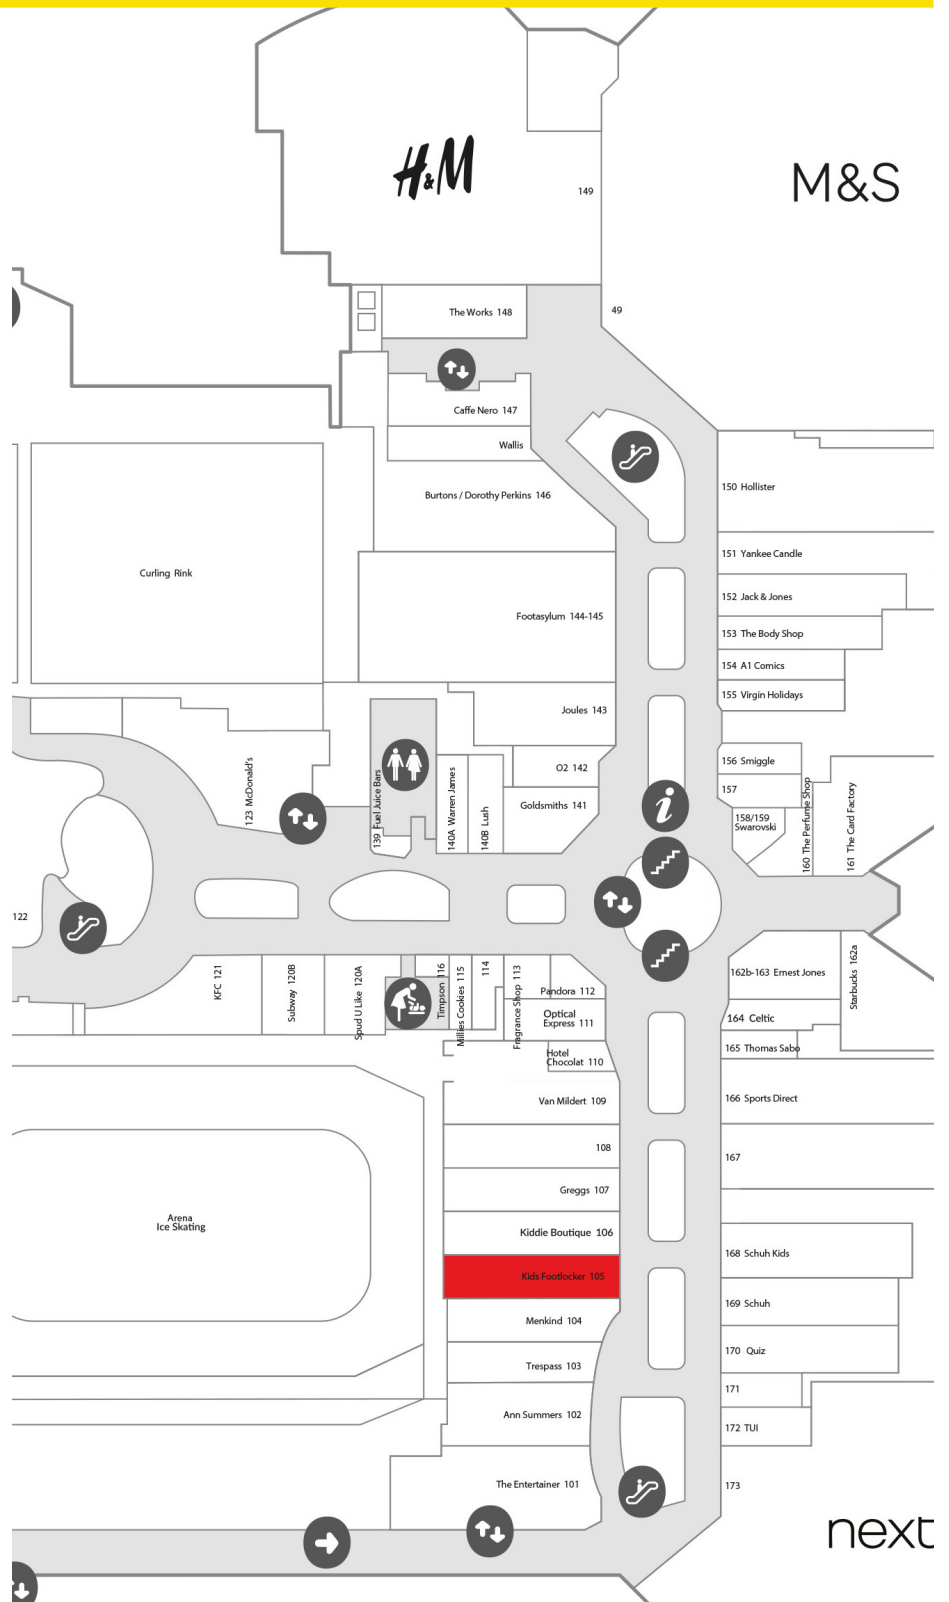 H&M
M&S
149
The Works 148
49
Caffe Nero 147
Wallis
Burtons / Dorothy Perkins 146
150 Hollister
151 Yankee Candle
Curling Rink
152 Jack & Jones
Footasylum 144-145
153 The Body Shop
154 A1 Comics
155 Virgin Holidays
Joules 143
156 Smiggle
O2 142
157
123 McDonald's
139 Fuel Juice Bars
140A Warren James
140B Lush
Goldsmiths 141
158/159
Swarovski
160 The Perfume Shop
161 The Card Factory
i
122
KFC 121
Subway 120B
Spud U Like 120A
Timpson 116
Millies Cookies 115
114
Fragrance Shop 113
Pandora 112
162b-163 Ernest Jones
Starbucks 162a
Optical
Express 111
164 Celtic
Hotel
Chocolat 110
165 Thomas Sabo
Van Mildert 109
166 Sports Direct
108
167
Greggs 107
Arena
Ice Skating
Kiddie Boutique 106
168 Schuh Kids
Kids Footlocker 105
169 Schuh
Menkind 104
170 Quiz
Trespass 103
171
Ann Summers 102
172 TUI
The Entertainer 101
173
next